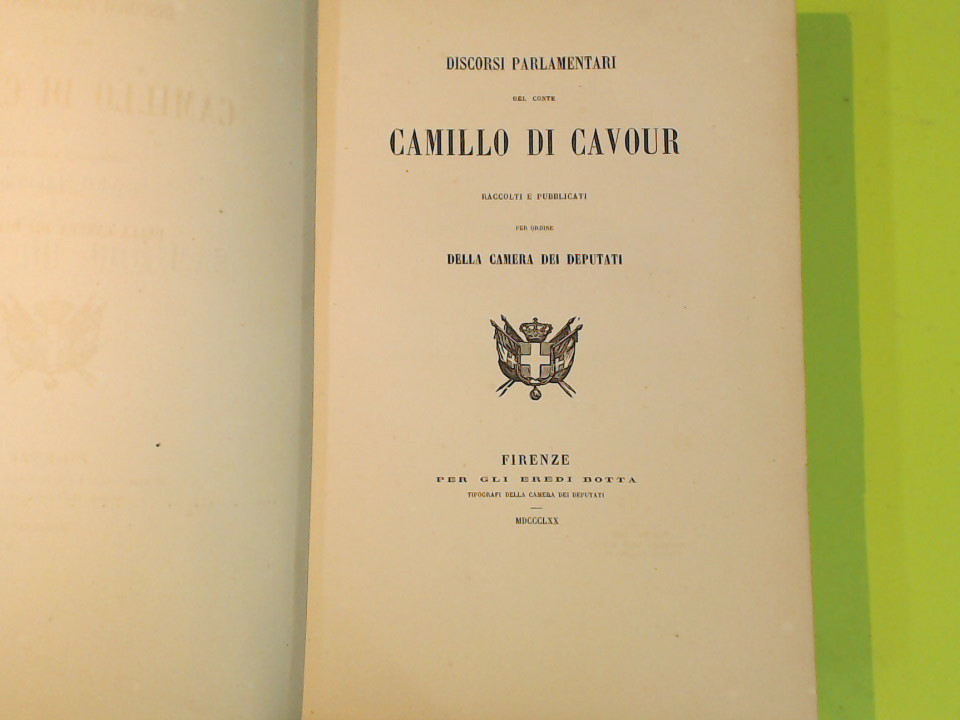 DISCORSI PARLAMENTARI
DEL CONTE
CAMILLO DI CAVOUR
RACCOLTI E PUBBLICATI
PER ORDINE
DELLA CAMERA DEI DEPUTATI
FIRENZE
PER GLI EREDI BOTTA
TIPOGRAFI DELLA CAMERA DEI DEPUTATI
MDCCCLXX